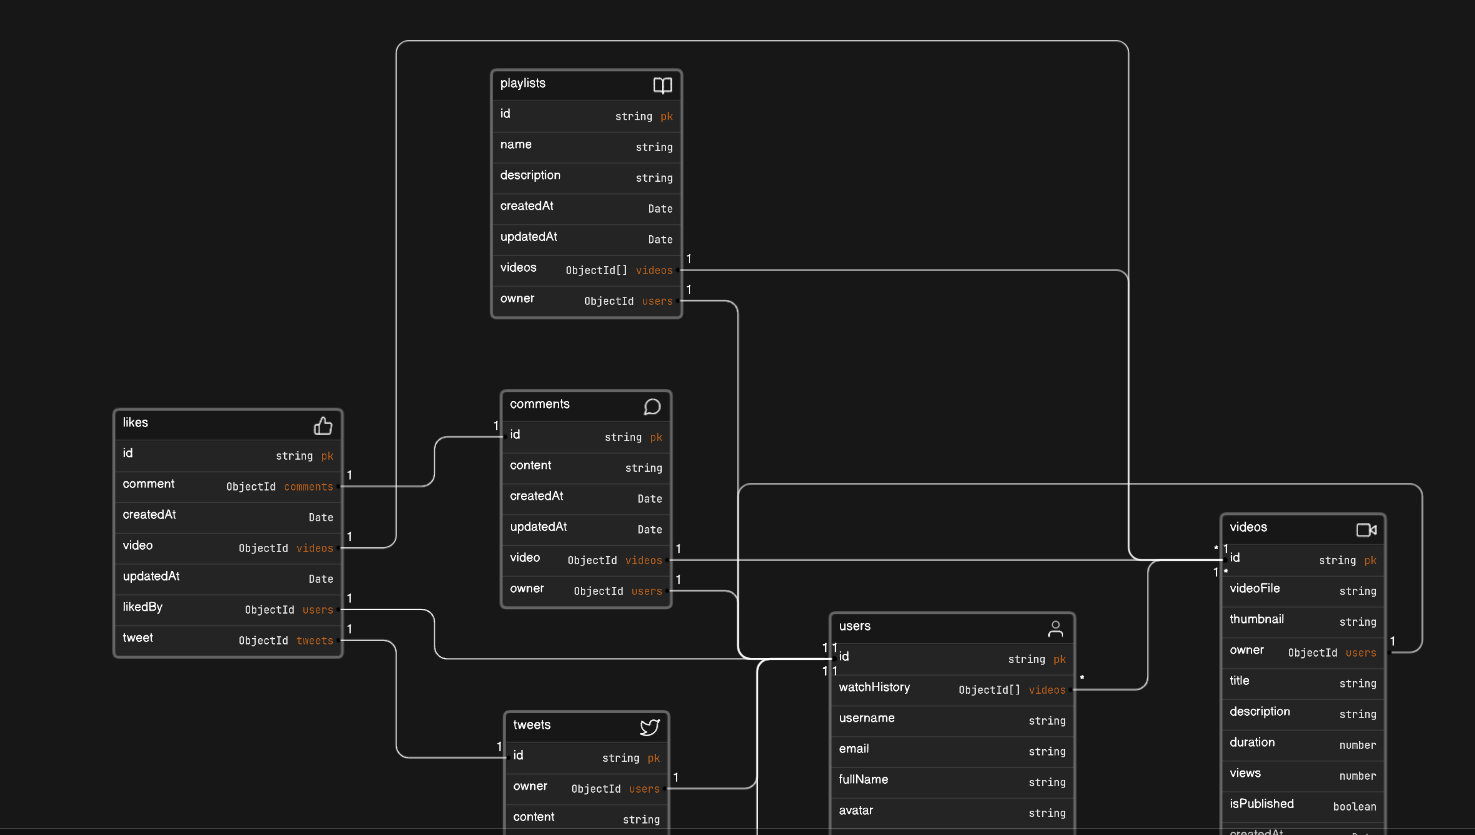 playlists
id string pk
name string
description string
createdAt Date
updatedAt Date
videos ObjectId[] videos 1
owner ObjectId users 1
likes
id string pk
comment ObjectId comments 1
createdAt Date
video ObjectId videos 1
updatedAt Date
likedBy ObjectId users 1
tweet ObjectId tweets 1
comments
1 id string pk
content string
createdAt Date
updatedAt Date
video ObjectId videos 1
owner ObjectId users 1
tweets
1 id string pk
owner ObjectId users 1
content string
users
1 1
id string pk
1 1
watchHistory ObjectId[] videos *
username string
email string
fullName string
avatar string
videos
* 1
id string pk
1 *
videoFile string
thumbnail string
owner ObjectId users 1
title string
description string
duration number
views number
isPublished boolean
createdAt